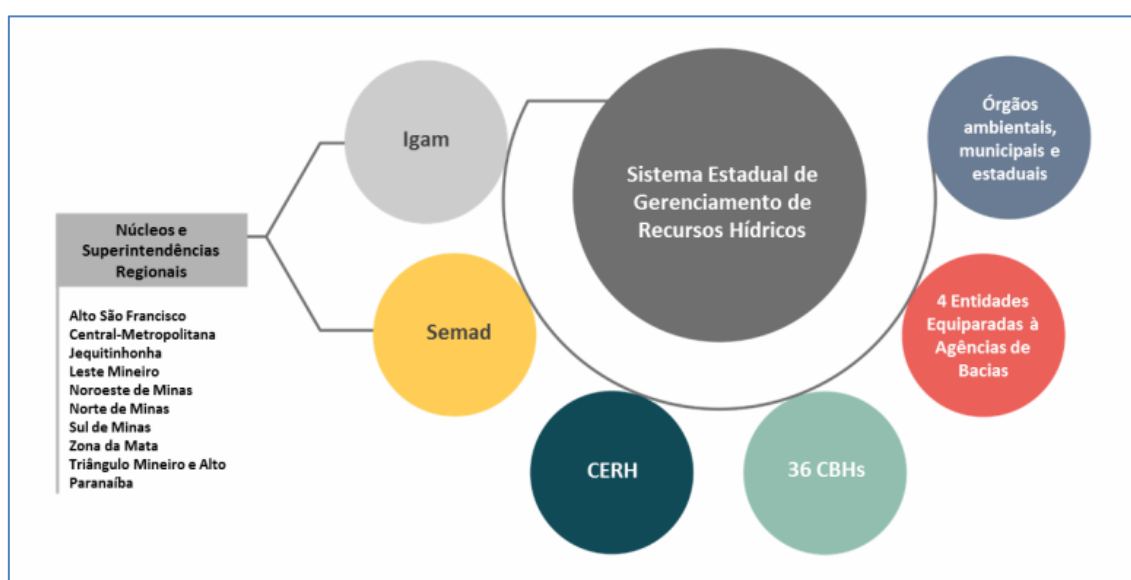 Igam
Sistema Estadual de
Gerenciamento de
Recursos Hídricos
Órgãos
ambientais,
municipais e
estaduais
Núcleos e
Superintendências
Regionais
Alto São Francisco
Central-Metropolitana
Jequitinhonha
Leste Mineiro
Noroeste de Minas
Norte de Minas
Sul de Minas
Zona da Mata
Triângulo Mineiro e Alto
Paranaíba
Semad
4 Entidades
Equiparadas à
Agências de
Bacias
CERH
36 CBHs